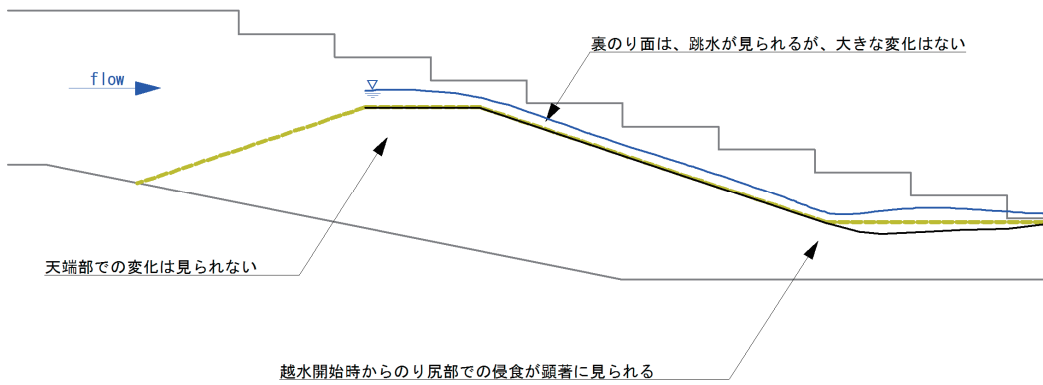 裏のり面は、跳水が見られるが、大きな変化はない
flow
天端部での変化は見られない
越水開始時からのり尻部での侵食が顕著に見られる